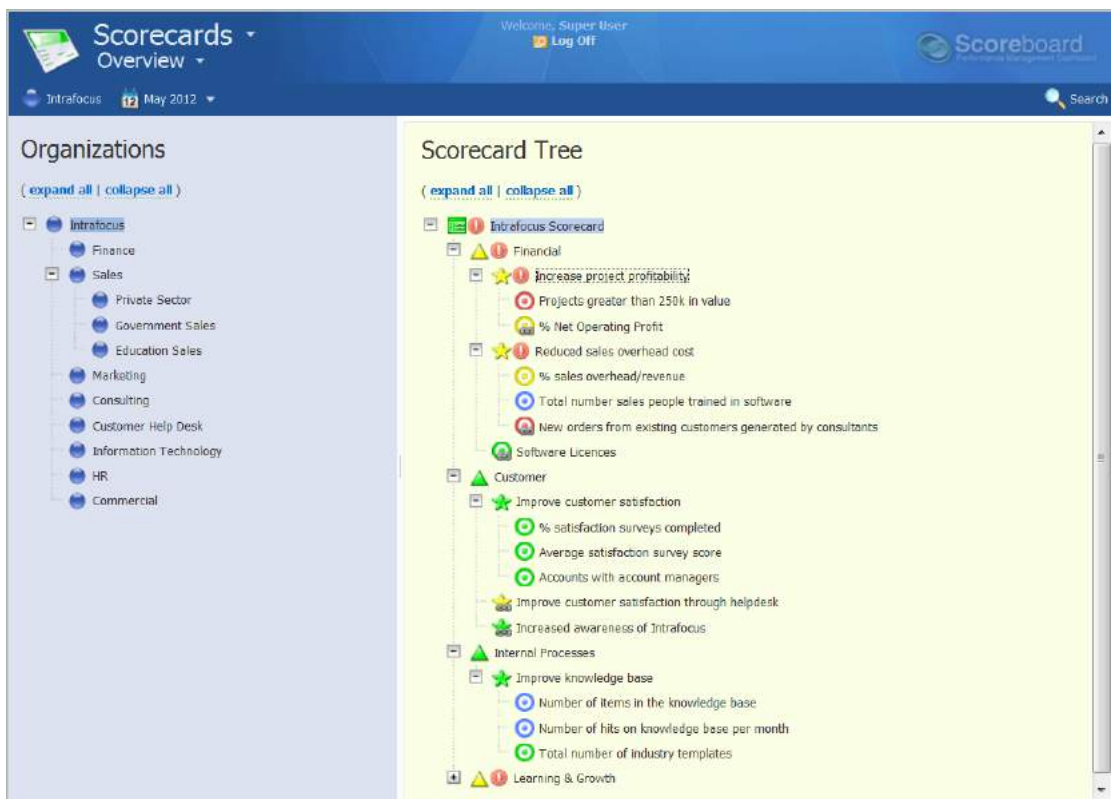 Scorecards
Overview
Welcome, Super User
Log Off
Scoreboard
Performance Management Dashboard
Intrafocus
12
May 2012
Search
Organizations
( expand all | collapse all )
Intrafocus
Finance
Sales
Private Sector
Government Sales
Education Sales
Marketing
Consulting
Customer Help Desk
Information Technology
HR
Commercial
Scorecard Tree
( expand all | collapse all )
Intrafocus Scorecard
Financial
Increase project profitability
Projects greater than 250k in value
% Net Operating Profit
Reduced sales overhead cost
% sales overhead/revenue
Total number sales people trained in software
New orders from existing customers generated by consultants
Software Licences
Customer
Improve customer satisfaction
% satisfaction surveys completed
Average satisfaction survey score
Accounts with account managers
Improve customer satisfaction through helpdesk
Increased awareness of Intrafocus
Internal Processes
Improve knowledge base
Number of items in the knowledge base
Number of hits on knowledge base per month
Total number of industry templates
Learning & Growth